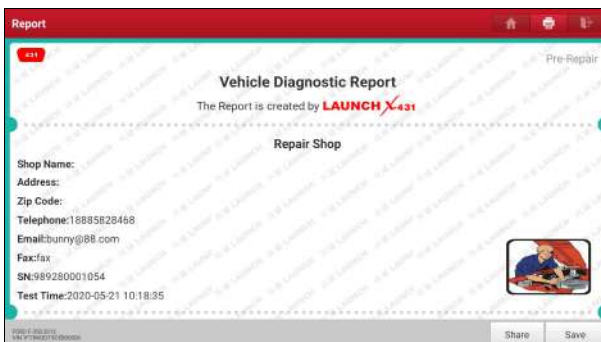 Report
431
Pre-Repair
Vehicle Diagnostic Report
The Report is created by LAUNCH X-431
Repair Shop
Shop Name:
Address:
Zip Code:
Telephone:18885828468
Email:bunny@88.com
Fax:fax
SN:989280001054
Test Time:2020-05-21 10:18:35
Share
Save